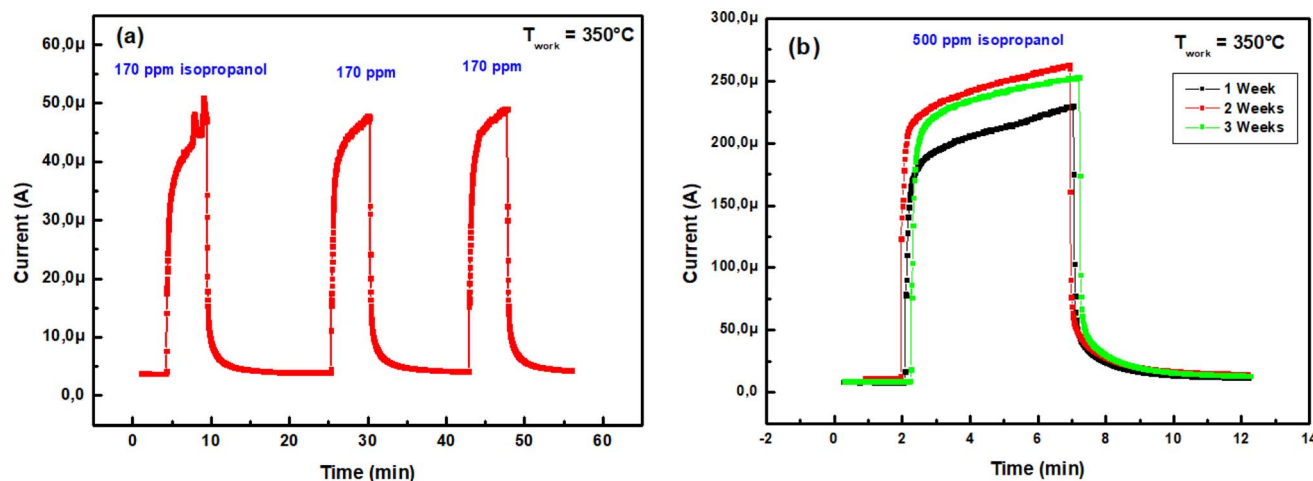 (a)
T_work = 350°C
170 ppm isopropanol
170 ppm
170 ppm
60,0µ
50,0µ
40,0µ
30,0µ
20,0µ
10,0µ
0,0
Current (A)
0
10
20
30
40
50
60
Time (min)
(b)
500 ppm isopropanol
T_work = 350°C
1 Week
2 Weeks
3 Weeks
300,0µ
250,0µ
200,0µ
150,0µ
100,0µ
50,0µ
0,0
Current (A)
-2
0
2
4
6
8
10
12
14
Time (min)